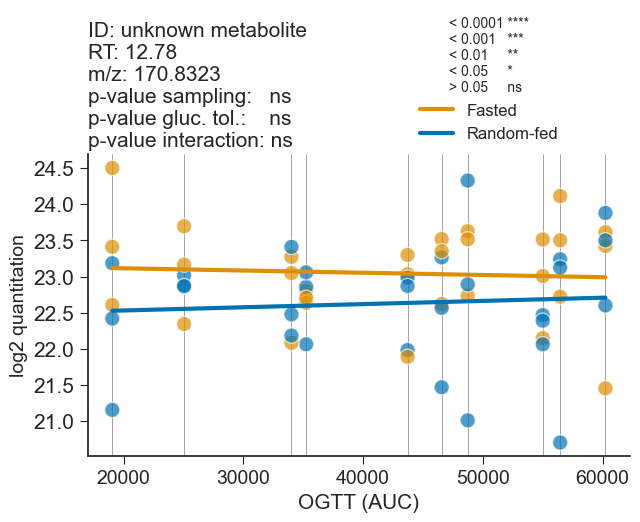 ID: unknown metabolite
RT: 12.78
m/z: 170.8323
p-value sampling: ns
p-value gluc. tol.: ns
p-value interaction: ns
< 0.0001 ****
< 0.001 ***
< 0.01 **
< 0.05 *
> 0.05 ns
Fasted
Random-fed
log2 quantitation
24.5
24.0
23.5
23.0
22.5
22.0
21.5
21.0
20000 30000 40000 50000 60000
OGTT (AUC)